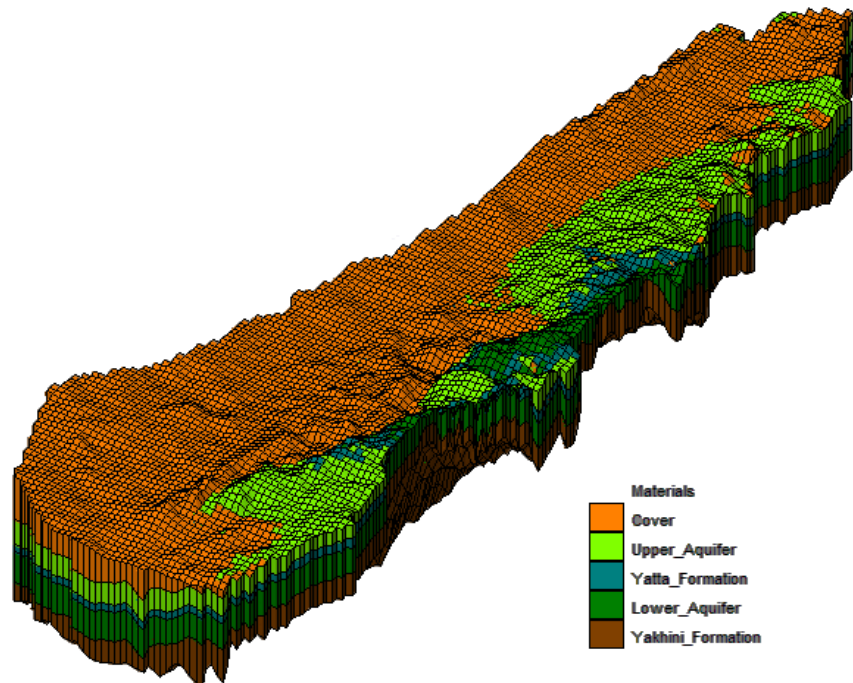 Materials
Cover
Upper_Aquifer
Yatta_Formation
Lower_Aquifer
Yakhini_Formation